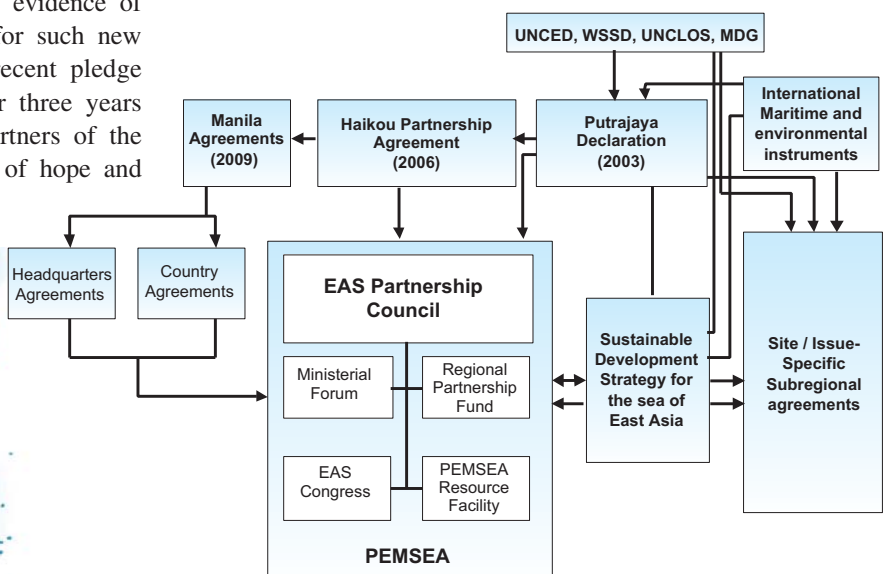 evidence of
for such new
recent pledge
r three years
artners of the
of hope and
UNCED, WSSD, UNCLOS, MDG
Manila
Agreements
(2009)
Haikou Partnership
Agreement
(2006)
Putrajaya
Declaration
(2003)
International
Maritime and
environmental
instruments
Headquarters
Agreements
Country
Agreements
EAS Partnership
Council
Ministerial
Forum
Regional
Partnership
Fund
EAS
Congress
PEMSEA
Resource
Facility
PEMSEA
Sustainable
Development
Strategy for
the sea of
East Asia
Site / Issue-
Specific
Subregional
agreements